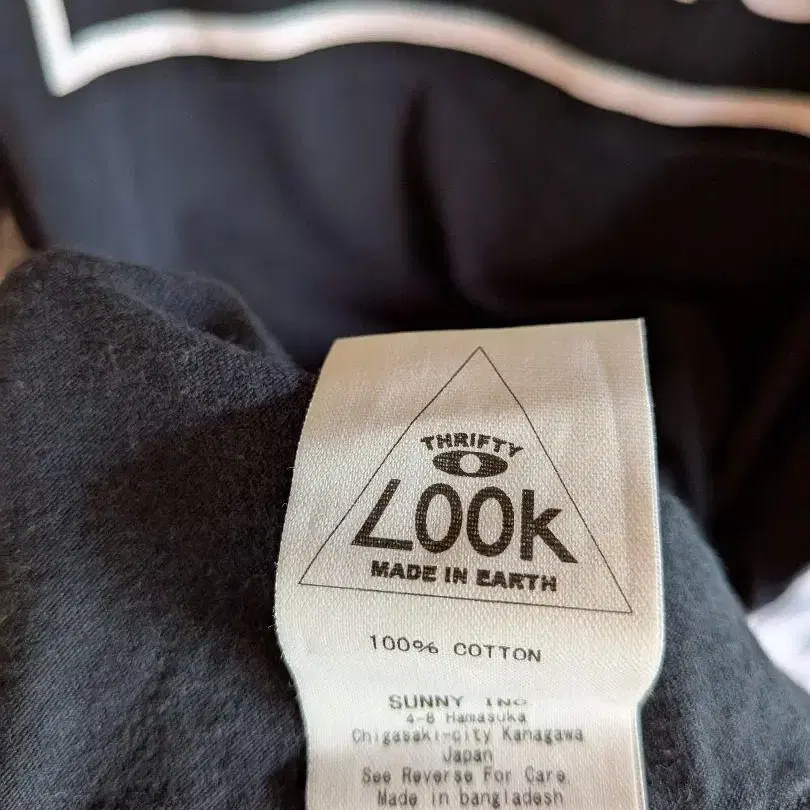 THRIFTY
LOOK
MADE IN EARTH
100% COTTON
SUNNY INC
4-8 Hamasuka
Chigasaki-city Kanagawa
Japan
See Reverse For Care
Made in bangladesh